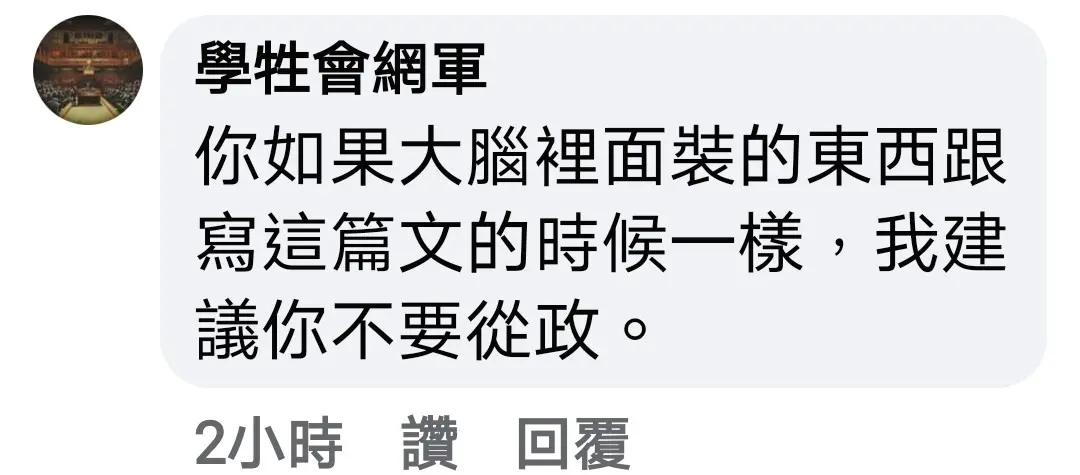 學牲會網軍
你如果大腦裡面裝的東西跟
寫這篇文的時候一樣，我建
議你不要從政。
2小時 讚 回覆